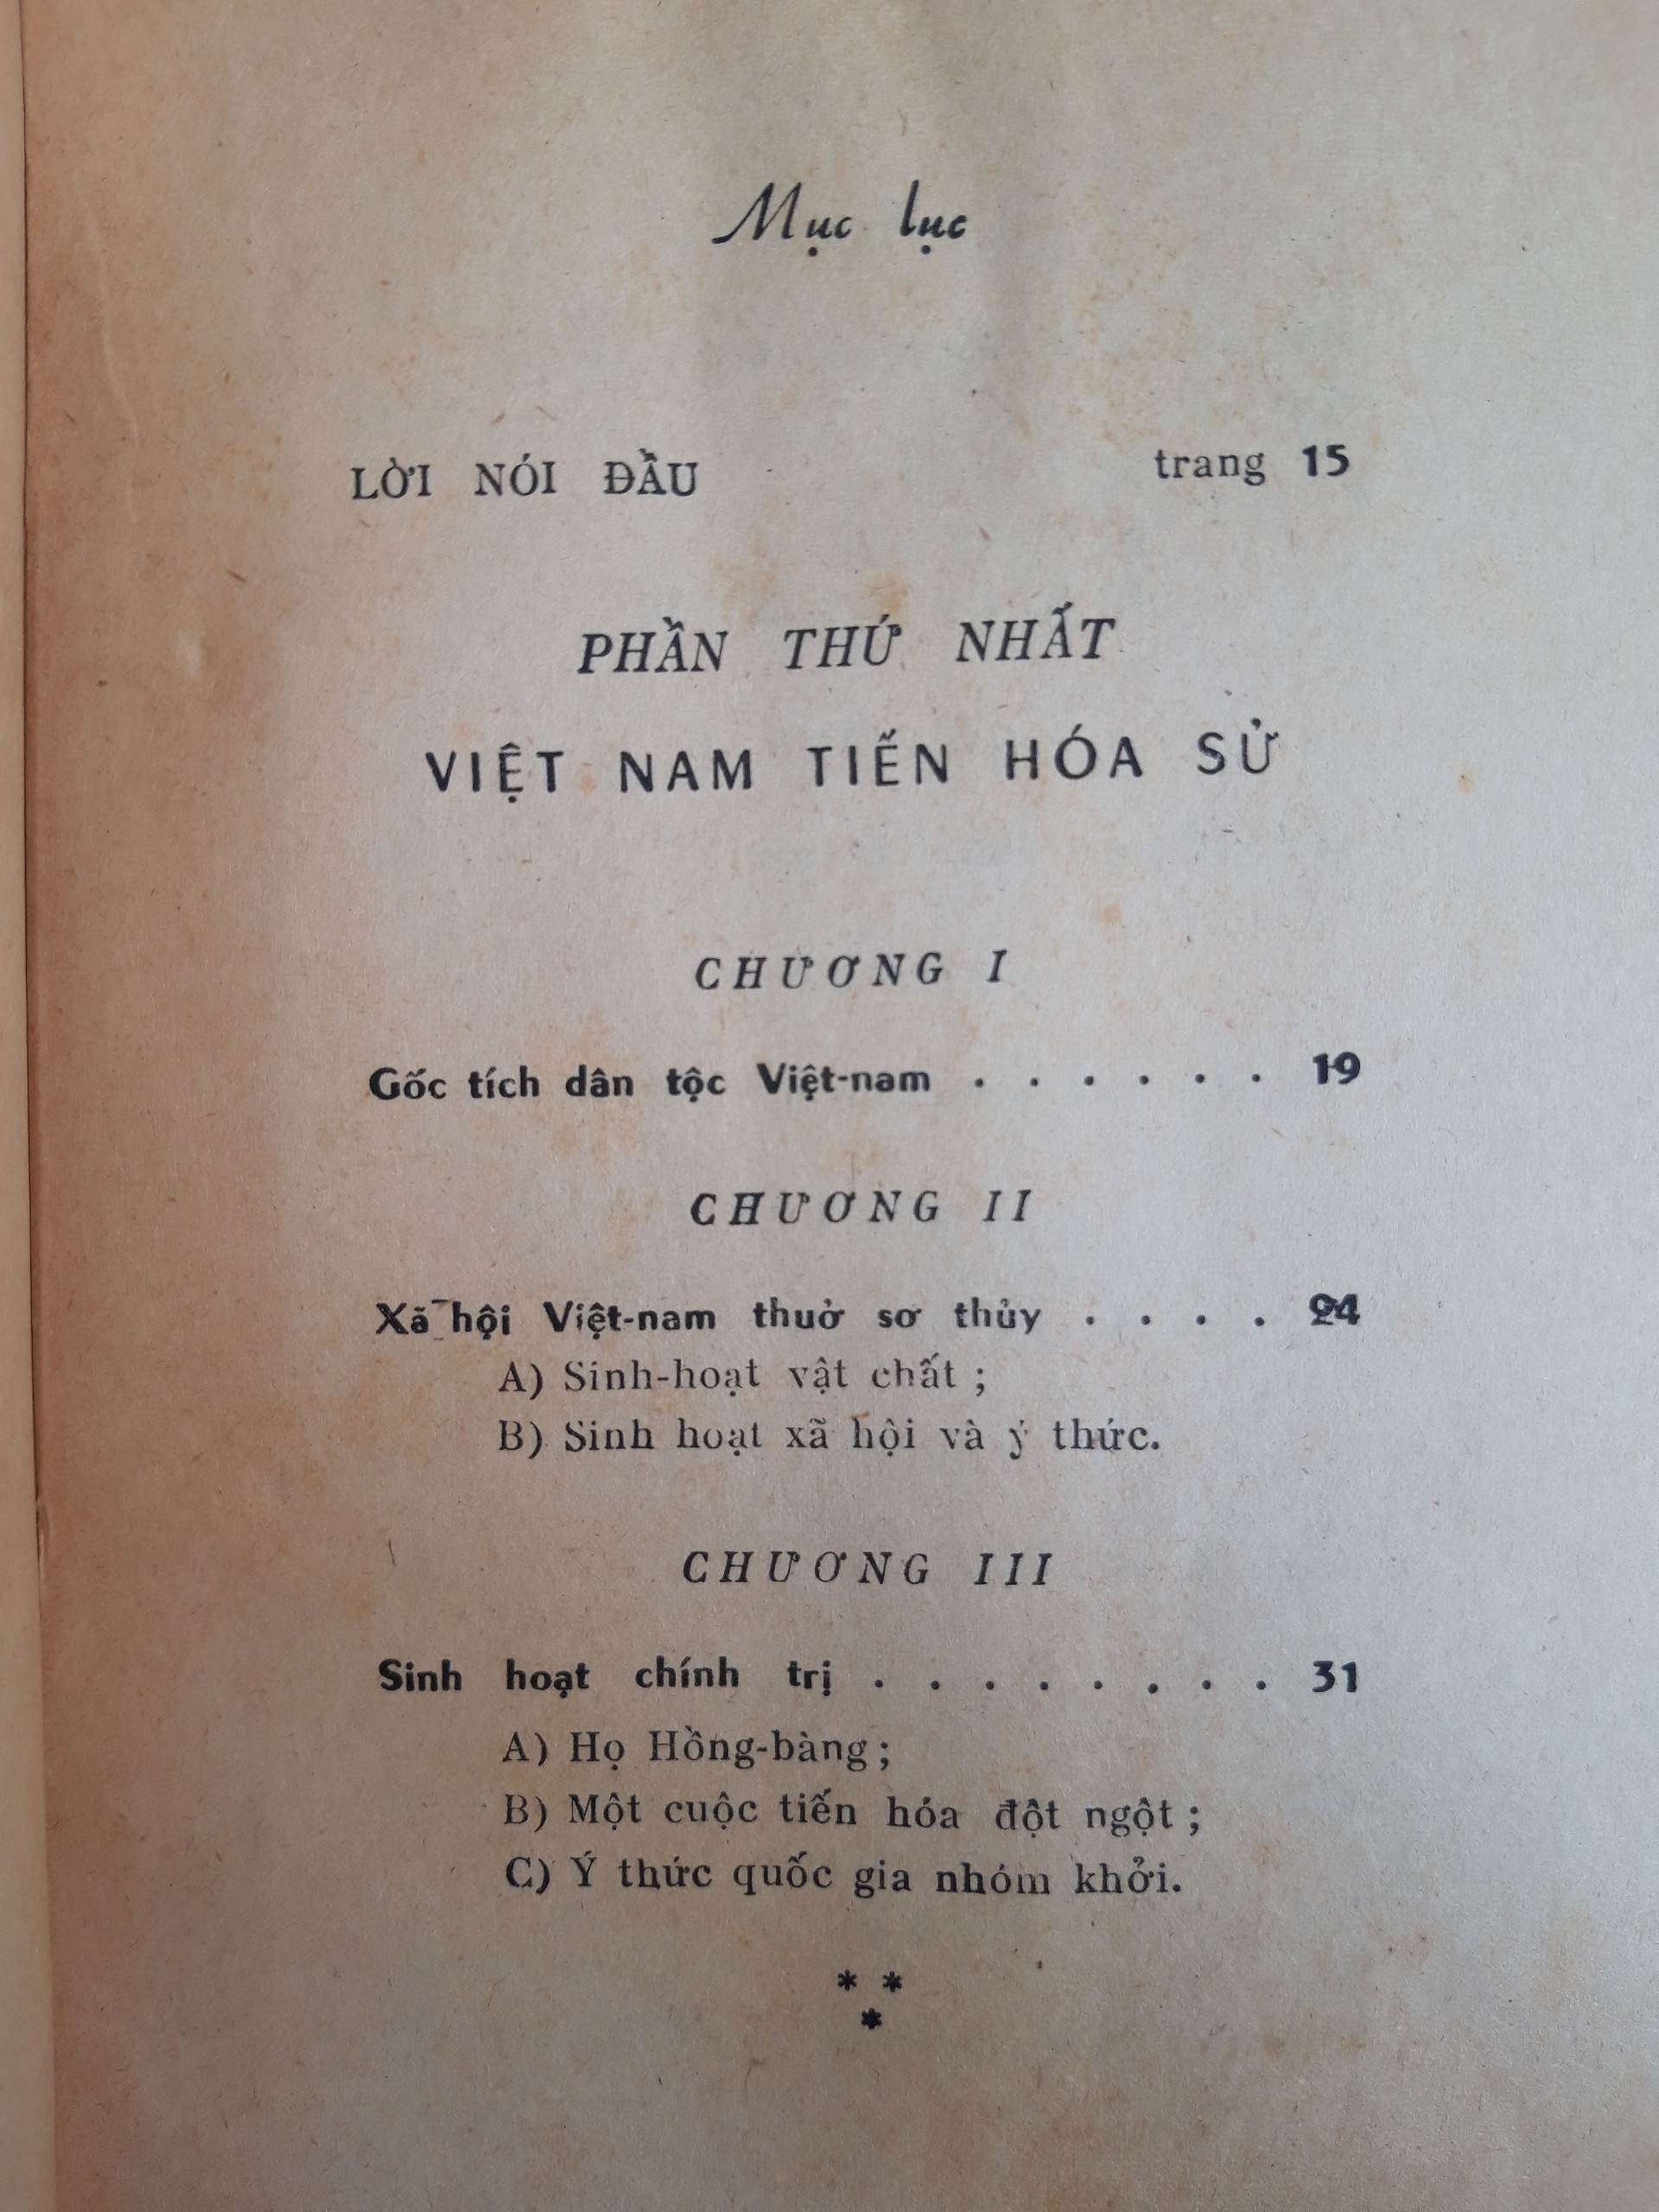 Mục lục
LỜI NÓI ĐẦU trang 15
PHẦN THỨ NHẤT
VIỆT NAM TIẾN HÓA SỬ
CHƯƠNG I
Gốc tích dân tộc Việt-nam . . . . . . 19
CHƯƠNG II
Xã hội Việt-nam thuở sơ thủy . . . . 24
A) Sinh-hoạt vật chất ;
B) Sinh hoạt xã hội và ý thức.
CHƯƠNG III
Sinh hoạt chính trị . . . . . . . . 31
A) Họ Hồng-bàng ;
B) Một cuộc tiến hóa đột ngột ;
C) Ý thức quốc gia nhóm khởi.
* *
*